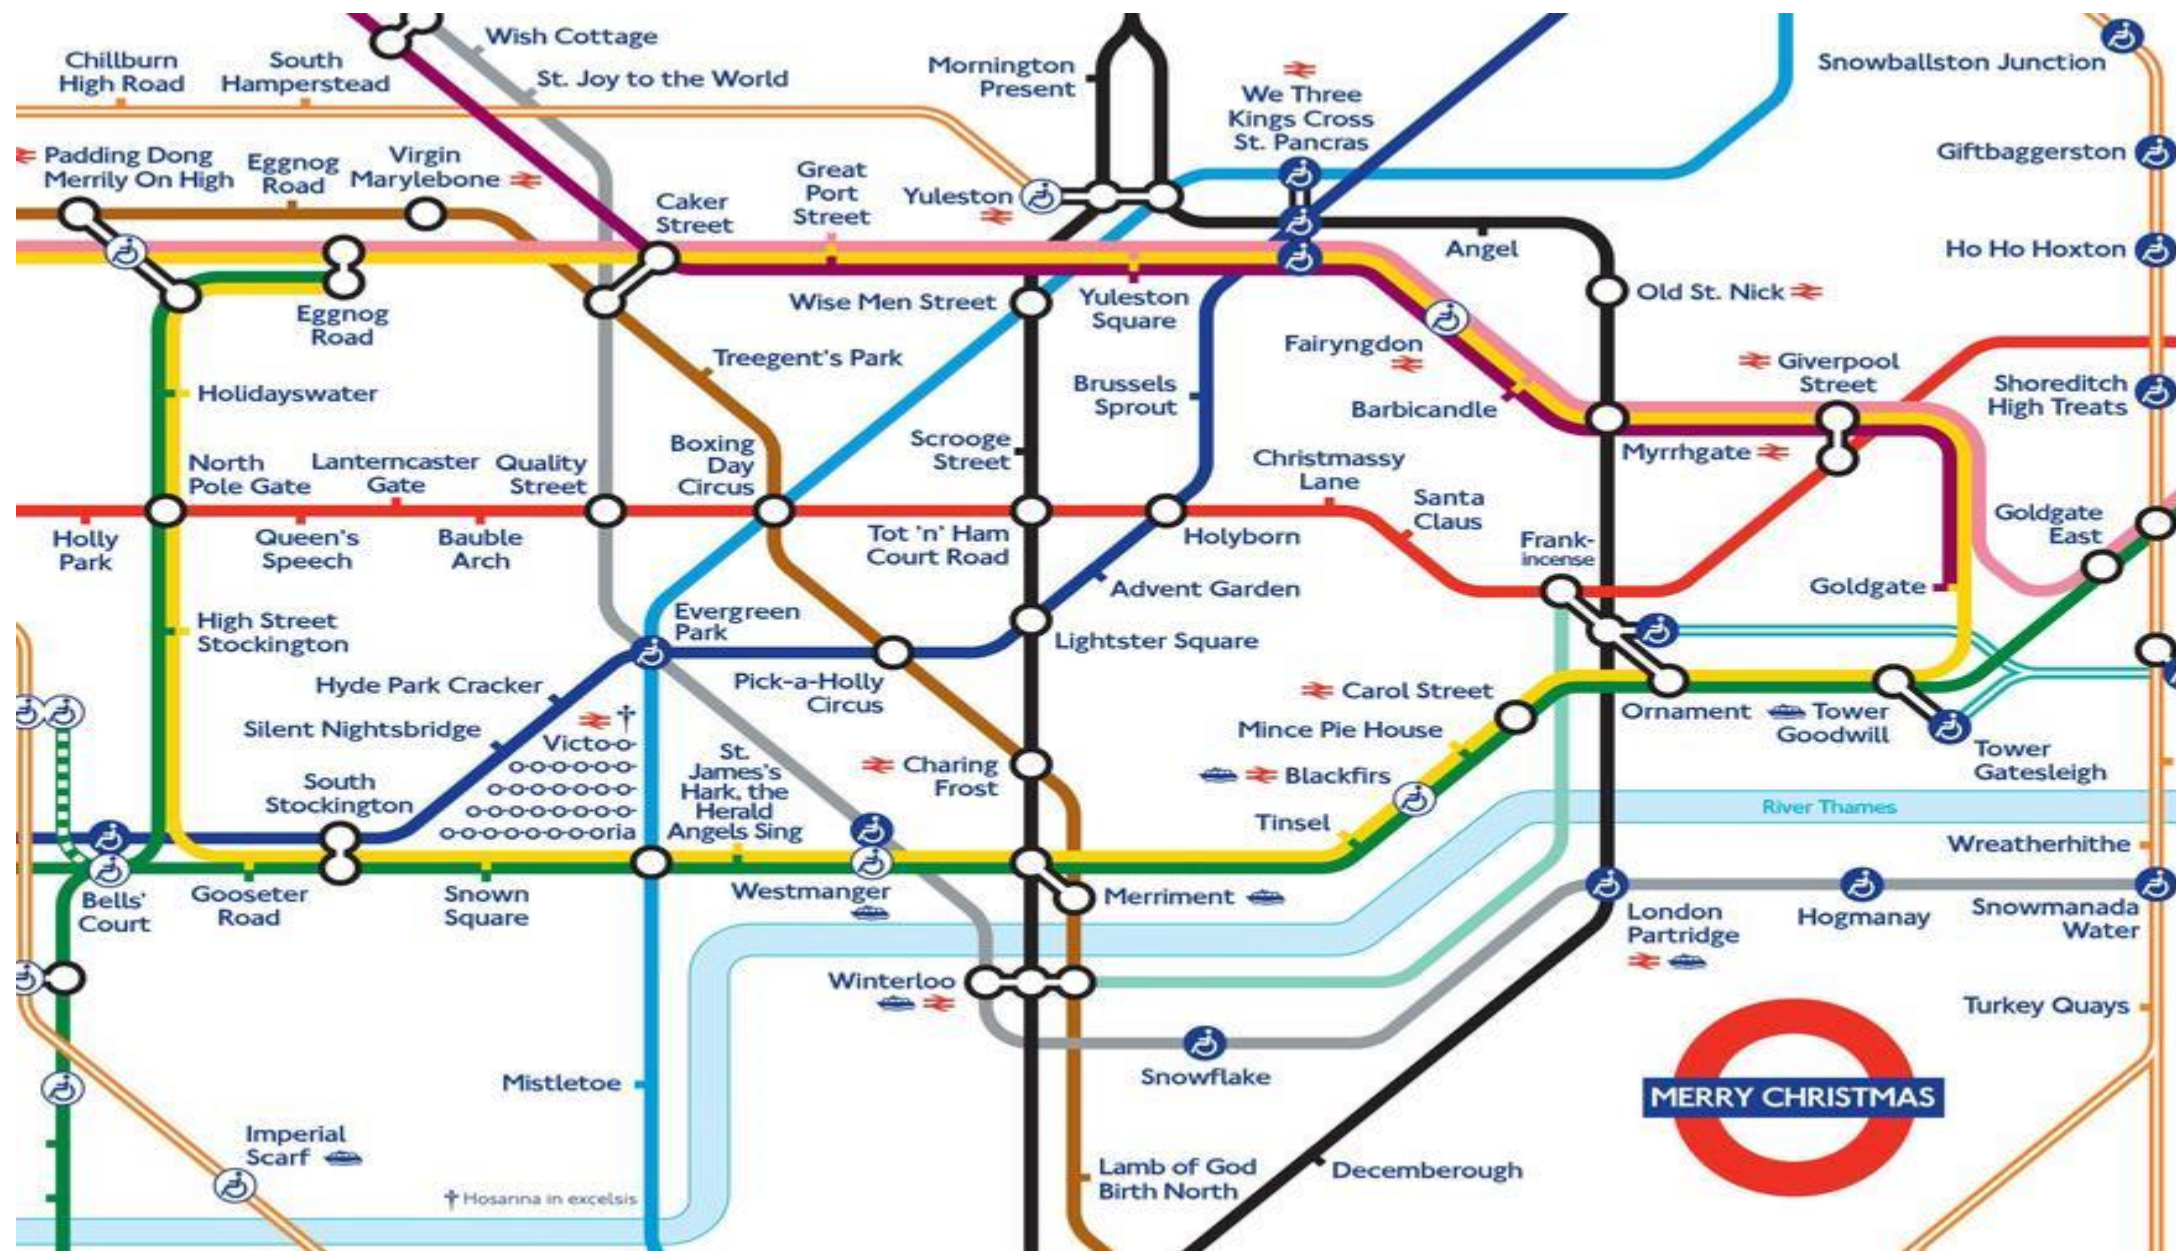 Wish Cottage
St. Joy to the World
Chillburn
High Road
South
Hamperstead
Mornington
Present
We Three
Kings Cross
St. Pancras
Snowballston Junction
Padding Dong
Merrily On High
Eggnog
Road
Virgin
Marylebone
Great
Port
Street
Caker
Street
Yuleston
Giftbaggerston
Angel
Ho Ho Hoxton
Wise Men Street
Yuleston
Square
Old St. Nick
Eggnog
Road
Treegent's Park
Fairyngdon
Giverpool
Street
Holidayswater
Brussels
Sprout
Barbicandle
Shoreditch
High Treats
North
Pole Gate
Lanterncaster
Gate
Quality
Street
Boxing
Day
Circus
Scrooge
Street
Christmassy
Lane
Myrrhgate
Santa
Claus
Holly
Park
Queen's
Speech
Bauble
Arch
Tot 'n' Ham
Court Road
Holyborn
Frank-
incense
Goldgate
East
Advent Garden
Goldgate
High Street
Stockington
Evergreen
Park
Lightster Square
Hyde Park Cracker
Pick-a-Holly
Circus
Carol Street
Ornament
Tower
Goodwill
Silent Nightsbridge
†
Victo-o-
o-o-o-o-o-o-
o-o-o-o-o-o-o-
o-o-o-o-o-o-o-o-
o-o-o-o-o-o-o-o-oria
St.
James's
Hark, the
Herald
Angels Sing
Mince Pie House
Tower
Gatesleigh
South
Stockington
Charing
Frost
Blackfirs
River Thames
Tinsel
Wreatherhithe
Bells'
Court
Gooseter
Road
Snown
Square
Westmanger
Merriment
London
Partridge
Hogmanay
Snowmanada
Water
Winterloo
Turkey Quays
Mistletoe
Snowflake
MERRY CHRISTMAS
Imperial
Scarf
Lamb of God
Birth North
Decemberough
† Hosanna in excelsis